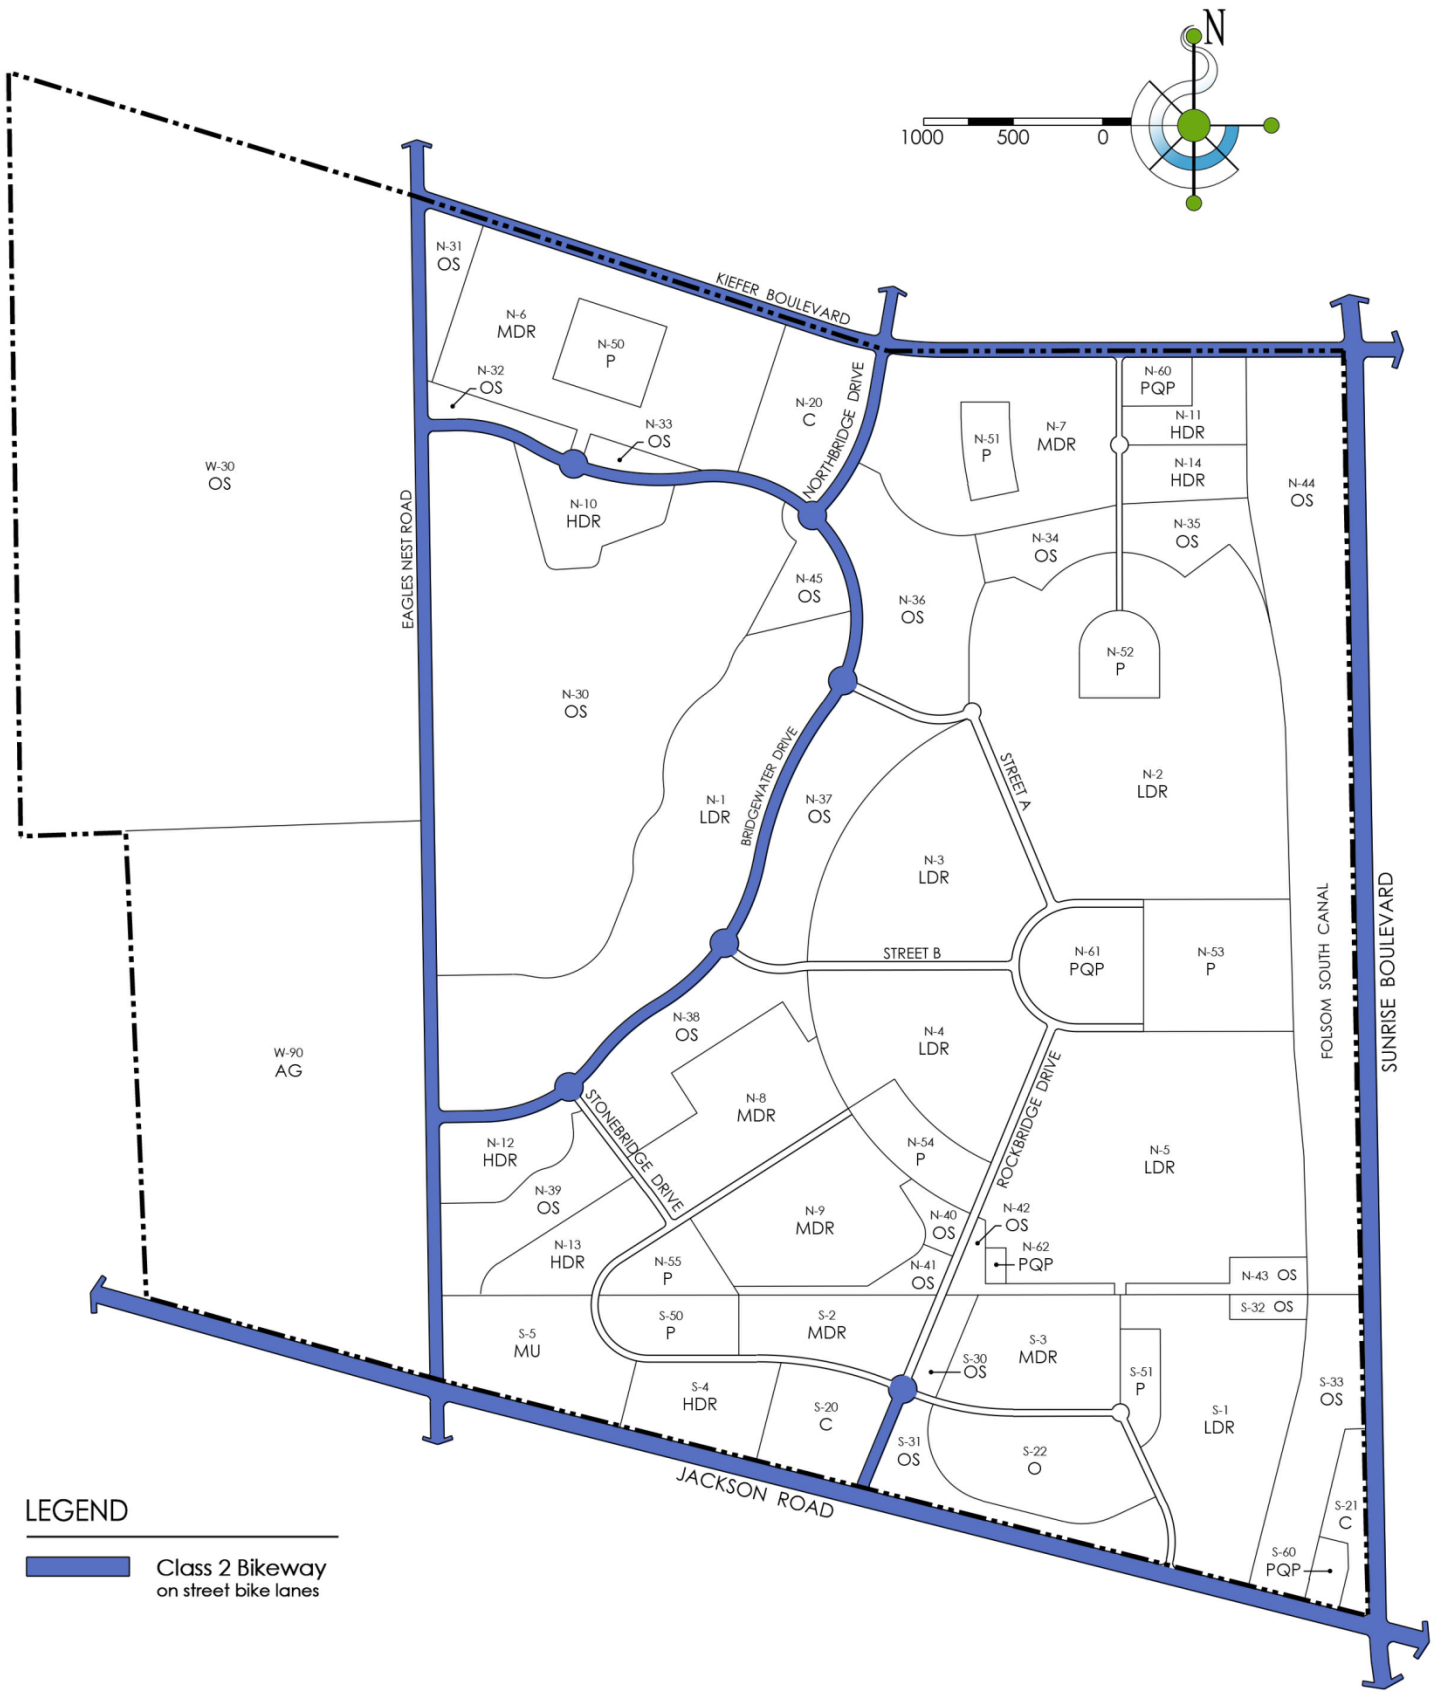 N
1000 500 0
N-31
OS
KIEFER BOULEVARD
N-6
MDR
N-50
P
N-32
OS
N-33
OS
N-20
C
NORTHBRIDGE DRIVE
N-60
PQP
N-11
HDR
N-7
MDR
N-51
P
N-14
HDR
N-44
OS
W-30
OS
EAGLES NEST ROAD
N-10
HDR
N-34
OS
N-35
OS
N-45
OS
N-36
OS
N-52
P
N-30
OS
BRIDGEWATER DRIVE
STREET A
N-1
LDR
N-37
OS
N-2
LDR
N-3
LDR
STREET B
N-61
PQP
N-53
P
FOLSOM SOUTH CANAL
SUNRISE BOULEVARD
W-90
AG
N-38
OS
N-4
LDR
N-8
MDR
STONEBRIDGE DRIVE
ROCKBRIDGE DRIVE
N-12
HDR
N-54
P
N-5
LDR
N-39
OS
N-9
MDR
N-40
OS
N-42
OS
N-13
HDR
N-55
P
N-41
OS
N-62
PQP
N-43 OS
S-32 OS
S-5
MU
S-50
P
S-2
MDR
S-3
MDR
S-30
OS
S-51
P
S-4
HDR
S-20
C
S-1
LDR
S-33
OS
S-31
OS
S-22
O
JACKSON ROAD
S-21
C
S-60
PQP
LEGEND
Class 2 Bikeway
on street bike lanes